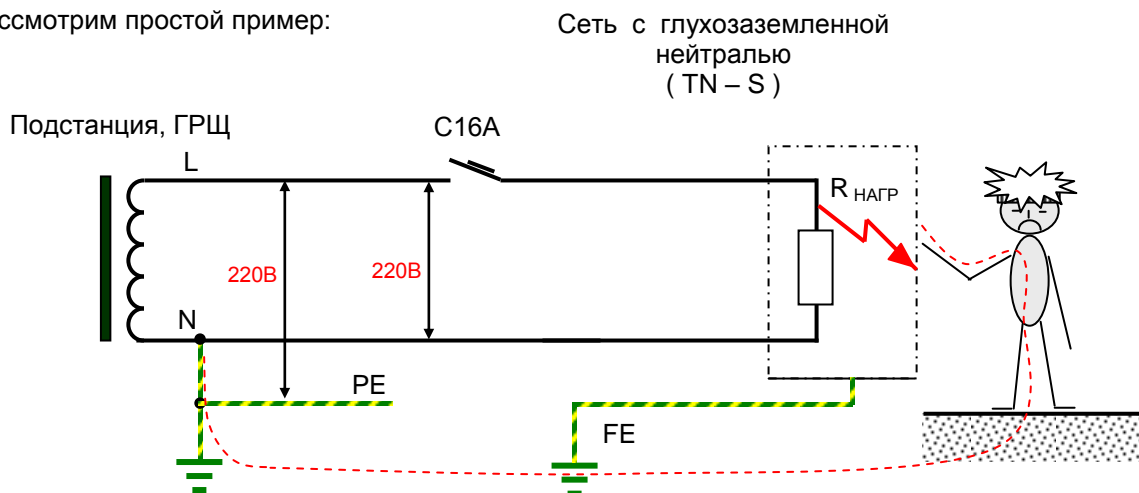 ссмотрим простой пример:
Сеть с глухозаземленной
нейтралью
( TN – S )
Подстанция, ГРЩ
C16A
L
R НАГР
220В
220В
N
PE
FE